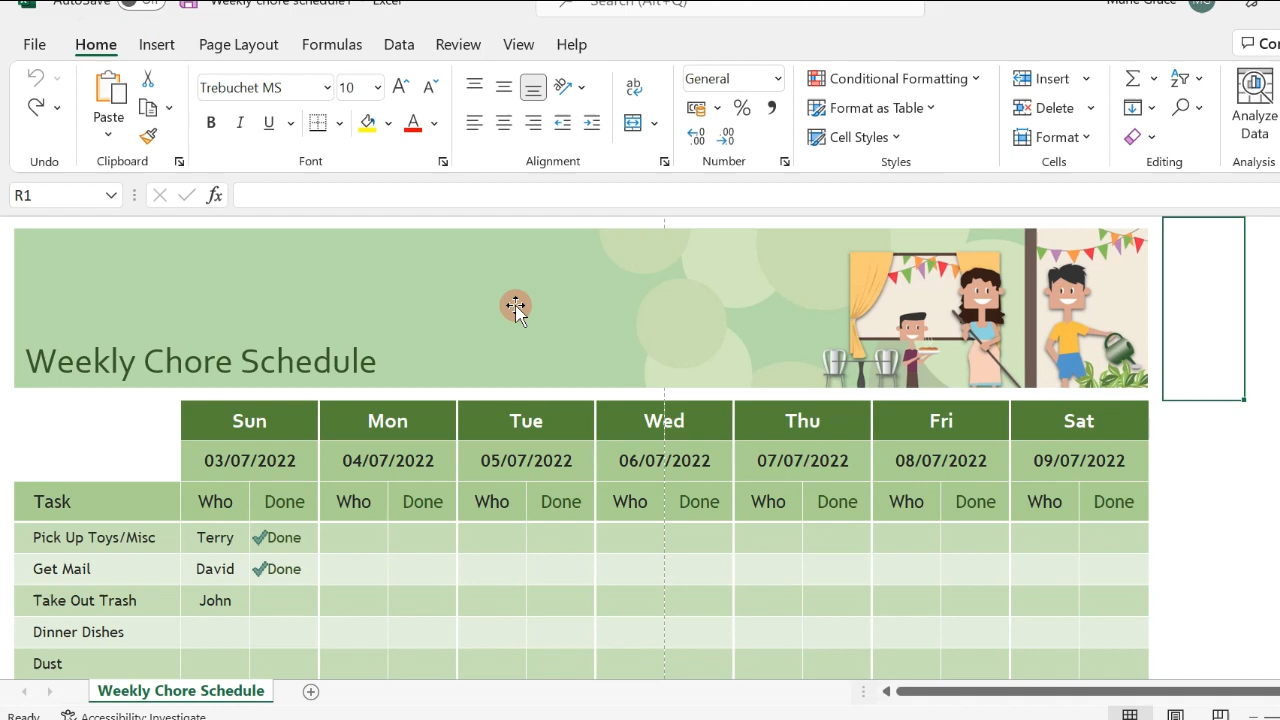 AutoSave Off Weekly chore schedule1 - Excel Search (Alt+Q) Marie Grace MG
File Home Insert Page Layout Formulas Data Review View Help
Trebuchet MS 10 General Conditional Formatting Insert
Paste Format as Table Delete Analyze
B I U Cell Styles Format Data
Undo Clipboard Font Alignment Number Styles Cells Editing Analysis
R1 fx
Weekly Chore Schedule
Sun Mon Tue Wed Thu Fri Sat
03/07/2022 04/07/2022 05/07/2022 06/07/2022 07/07/2022 08/07/2022 09/07/2022
Task Who Done Who Done Who Done Who Done Who Done Who Done Who Done
Pick Up Toys/Misc Terry Done
Get Mail David Done
Take Out Trash John
Dinner Dishes
Dust
Weekly Chore Schedule
Ready Accessibility: Investigate